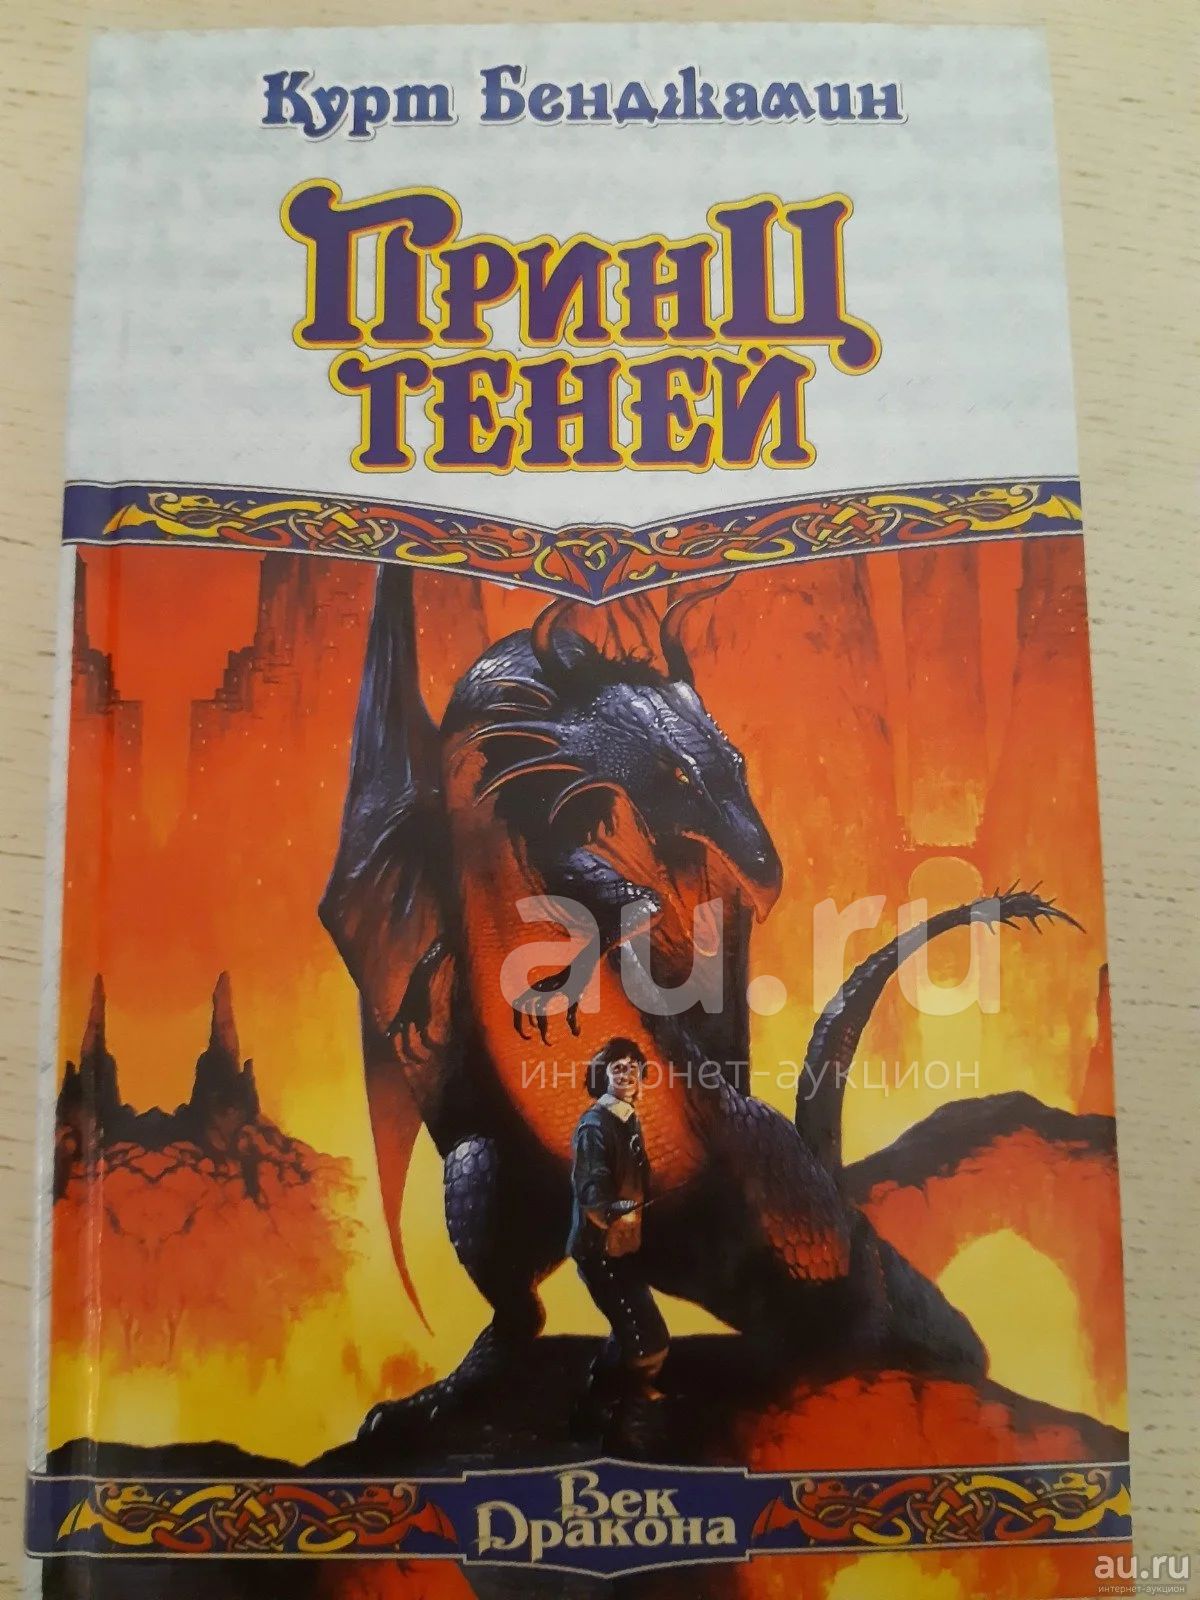 Курт Бенджамин
Принц
теней
au.ru
интернет-аукцион
Век
Дракона
au.ru
интернет-аукцион